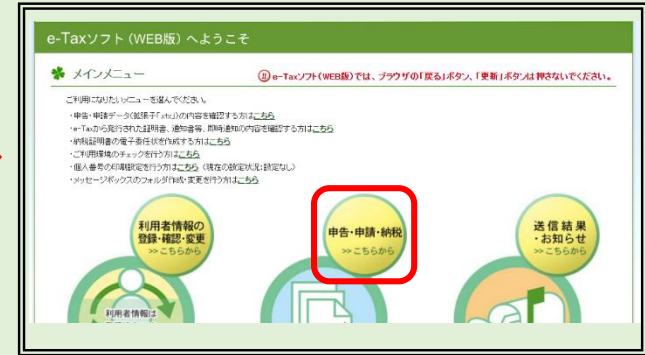 e-Taxソフト(WEB版) へようこそ
メインメニュー
e-Taxソフト(WEB版)では、ブラウザの「戻る」ボタン、「更新」ボタンは押さないでください。
ご利用になりたいメニューを選んでください。
・申告・申請データ(拡張子「.xtx」)の内容を確認する方はこちら
・e-Taxから発行された証明書、通知書等、即時通知の内容を確認する方はこちら
・納税証明書の電子委任状を作成する方はこちら
・ご利用環境のチェックを行う方はこちら
・個人番号の印刷設定を行う方はこちら (現在の設定状況:設定なし)
・メッセージボックスのフォルダ作成・変更を行う方はこちら
利用者情報の
登録・確認・変更
>>こちらから
申告・申請・納税
>>こちらから
送信結果
・お知らせ
>>こちらから
利用者情報は